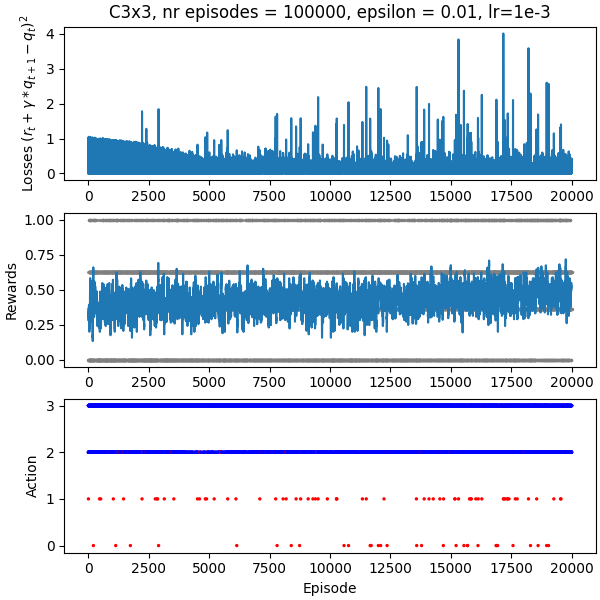 C3x3, nr episodes = 100000, epsilon = 0.01, lr=1e-3
Losses $(r_t + \gamma * q_{t+1} - q_t)^2$
4
3
2
1
0
0 2500 5000 7500 10000 12500 15000 17500 20000
Rewards
1.00
0.75
0.50
0.25
0.00
0 2500 5000 7500 10000 12500 15000 17500 20000
Action
3
2
1
0
0 2500 5000 7500 10000 12500 15000 17500 20000
Episode